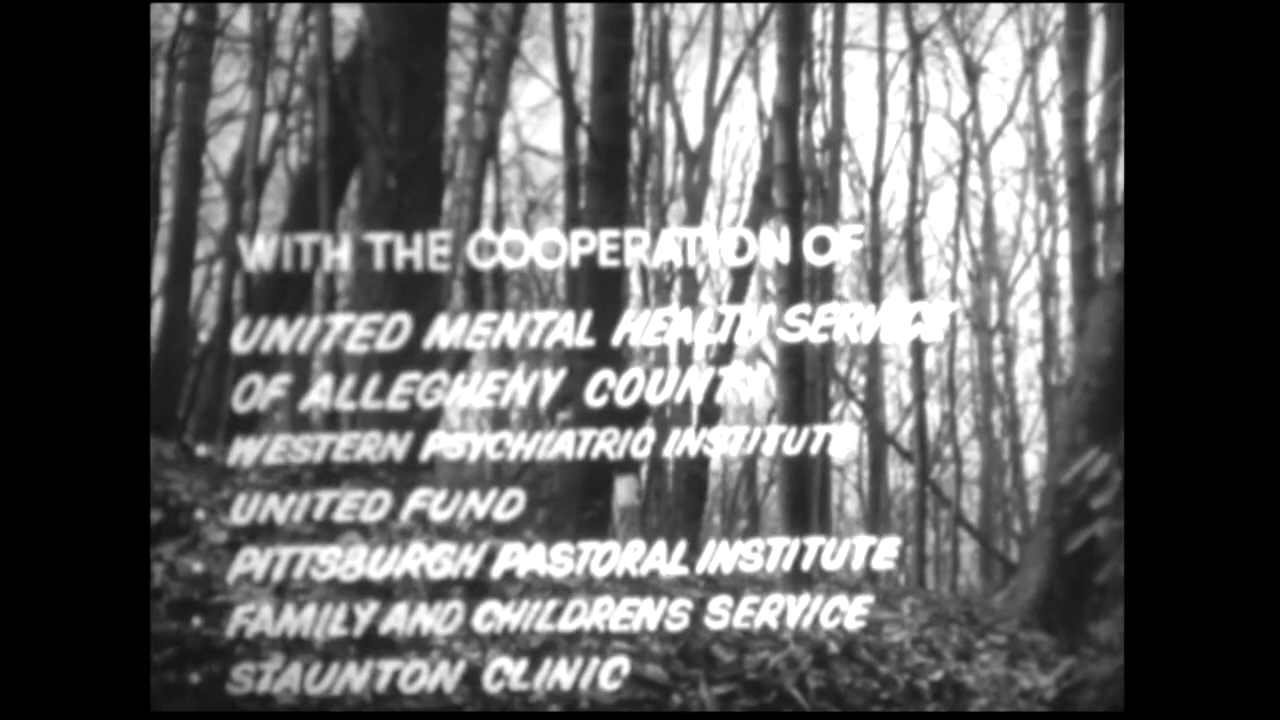 WITH THE COOPERATION OF
• UNITED MENTAL HEALTH SERVICE
OF ALLEGHENY COUNTY
• WESTERN PSYCHIATRIC INSTITUTE
• UNITED FUND
• PITTSBURGH PASTORAL INSTITUTE
• FAMILY AND CHILDRENS SERVICE
• STAUNTON CLINIC